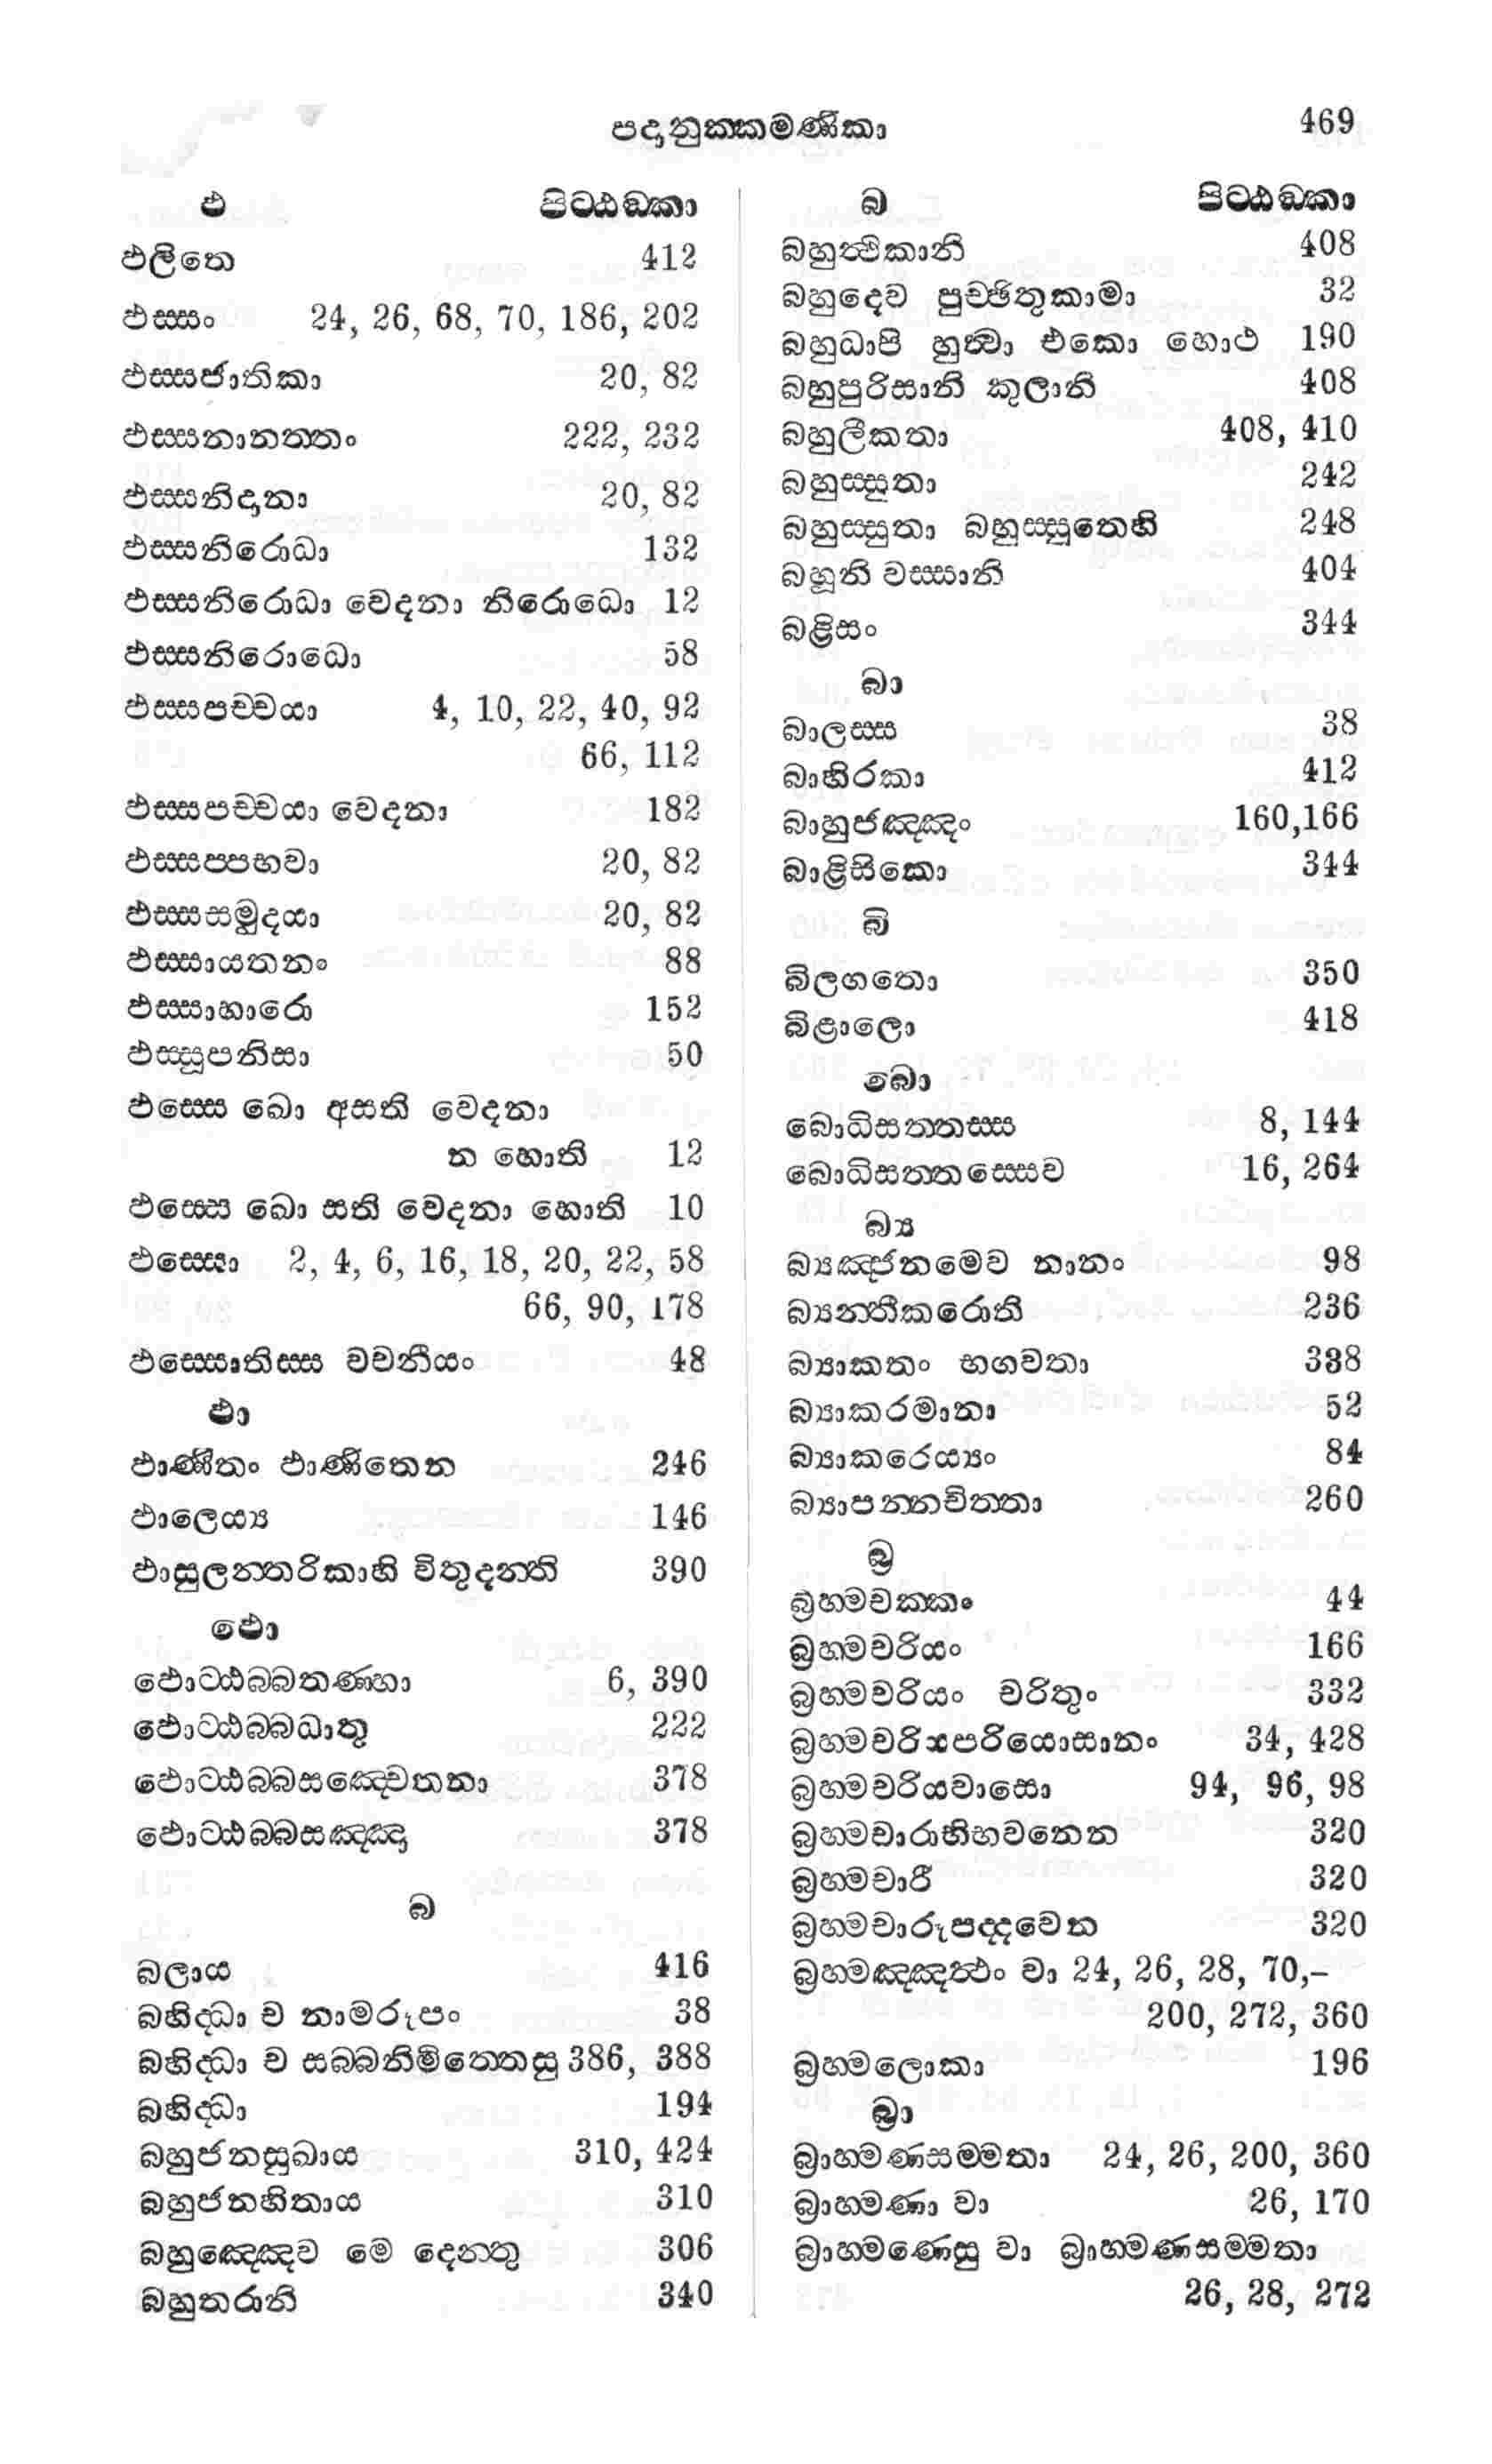 පදානුක්කමණිකා 469
ඵ පිට්ඨඞ්කා
ඵලිතෙ 412
ඵස්සං 24, 26, 68, 70, 186, 202
ඵස්සජාතිකා 20, 82
ඵස්සනානත්තං 222, 232
ඵස්සනිදානා 20, 82
ඵස්සනිරොධා 132
ඵස්සනිරොධා වෙදනා නිරොධො 12
ඵස්සනිරොධො 58
ඵස්සපච්චයා 4, 10, 22, 40, 92
66, 112
ඵස්සපච්චයා වෙදනා 182
ඵස්සප්පභවා 20, 82
ඵස්සසමුදයා 20, 82
ඵස්සායතනං 88
ඵස්සාහාරො 152
ඵස්සූපනිසා 50
ඵස්සෙ ඛො අසති වෙදනා
න හොති 12
ඵස්සෙ ඛො සති වෙදනා හොති 10
ඵස්සො 2, 4, 6, 16, 18, 20, 22, 58
66, 90, 178
ඵස්සොතිස්ස වචනීයං 48
ඵා
ඵාණිතං ඵාණිතෙන 246
ඵාලෙය්‍ය 146
ඵාසුලන්තරිකාහි විතුදන්ති 390
ඵො
ඵොට්ඨබ්බතණ්හා 6, 390
ඵොට්ඨබ්බධාතු 222
ඵොට්ඨබ්බසඤ්චෙතනා 378
ඵොට්ඨබ්බසඤ්ඤා 378
බ
බලාය 416
බහිද්ධා ච නාමරූපං 38
බහිද්ධා ච සබ්බනිමිත්තෙසු 386, 388
බහිද්ධා 194
බහුජනසුඛාය 310, 424
බහුජනහිතාය 310
බහුඤ්ඤෙව මෙ දෙන්තු 306
බහුතරානි 340
බ පිට්ඨඞ්කා
බහුත්‍ථිකානි 408
බහුදෙව පුච්ඡිතුකාමා 32
බහුධාපි හුත්‍වා එකො හොථ 190
බහුපුරිසානි කුලානි 408
බහුලීකතා 408, 410
බහුස්සුතා 242
බහුස්සුතා බහුස්සුතෙහි 248
බහූනි වස්සානි 404
බළිසං 344
බා
බාලස්ස 38
බාහිරකා 412
බාහුජඤ්ඤං 160,166
බාළිසිකො 344
බි
බිලගතො 350
බිළාලො 418
බො
බොධිසත්තස්ස 8, 144
බොධිසත්තස්සෙව 16, 264
බ්‍ය
බ්‍යඤ්ජනමෙව නානං 98
බ්‍යන්තීකරොති 236
බ්‍යාකතං භගවතා 338
බ්‍යාකරමානා 52
බ්‍යාකරෙය්‍යං 84
බ්‍යාපන්නචිත්තා 260
බ්‍ර
බ්‍රහ්මචක්කං 44
බ්‍රහ්මචරියං 166
බ්‍රහ්මචරියං චරිතුං 332
බ්‍රහ්මචරියපරියොසානං 34, 428
බ්‍රහ්මචරියවාසො 94, 96, 98
බ්‍රහ්මචාරාභිභවනෙන 320
බ්‍රහ්මචාරී 320
බ්‍රහ්මචාරූපද්දවෙන 320
බ්‍රහ්මඤ්ඤත්‍ථං වා 24, 26, 28, 70,-
200, 272, 360
බ්‍රහ්මලොකා 196
බ්‍රා
බ්‍රාහ්මණසම්මතා 24, 26, 200, 360
බ්‍රාහ්මණා වා 26, 170
බ්‍රාහ්මණෙසු වා බ්‍රාහ්මණසම්මතා
26, 28, 272